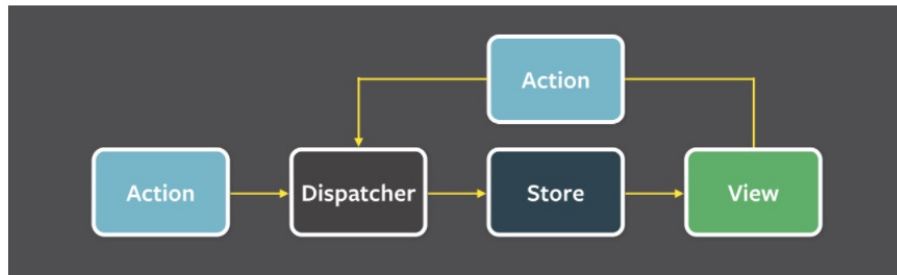 Action
Action
Dispatcher
Store
View